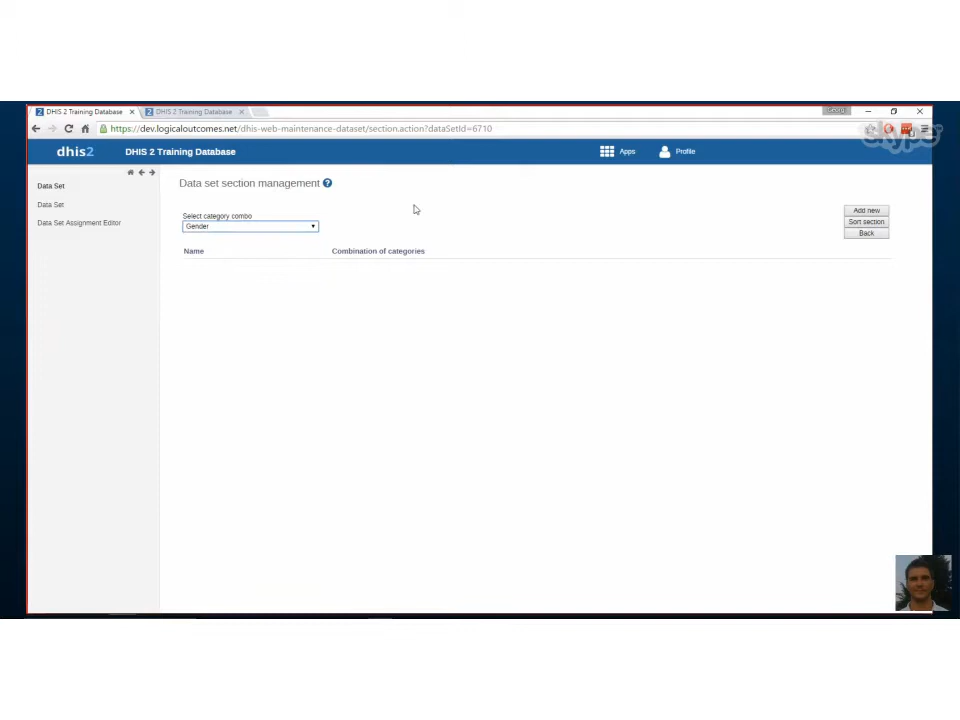 DHIS 2 Training Database
DHIS 2 Training Database
https://dev.logicaloutcomes.net/dhis-web-maintenance-dataset/section.action?dataSetId=6710
skype
dhis2
DHIS 2 Training Database
Apps
Profile
Data Set
Data Set
Data Set Assignment Editor
Data set section management
Select category combo
Gender
Add new
Sort section
Back
Name Combination of categories